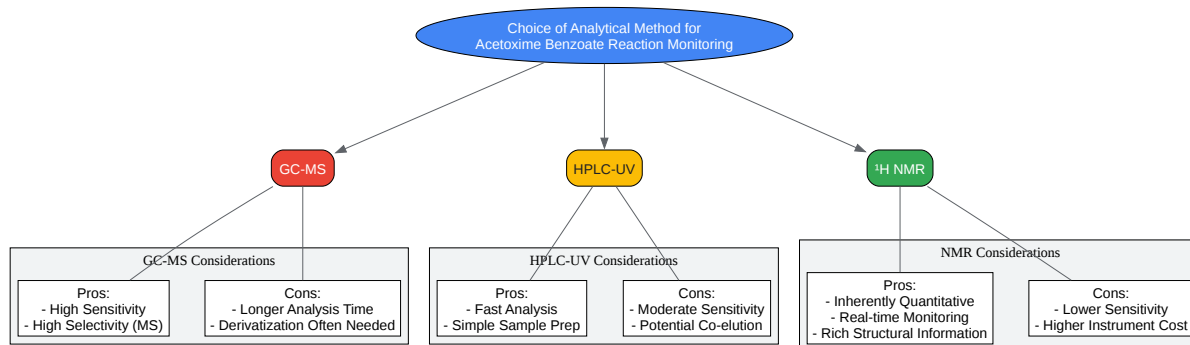 Choice of Analytical Method for
Acetoxime Benzoate Reaction Monitoring
GC-MS
HPLC-UV
¹H NMR
GC-MS Considerations
Pros:
- High Sensitivity
- High Selectivity (MS)
Cons:
- Longer Analysis Time
- Derivatization Often Needed
HPLC-UV Considerations
Pros:
- Fast Analysis
- Simple Sample Prep
Cons:
- Moderate Sensitivity
- Potential Co-elution
NMR Considerations
Pros:
- Inherently Quantitative
- Real-time Monitoring
- Rich Structural Information
Cons:
- Lower Sensitivity
- Higher Instrument Cost